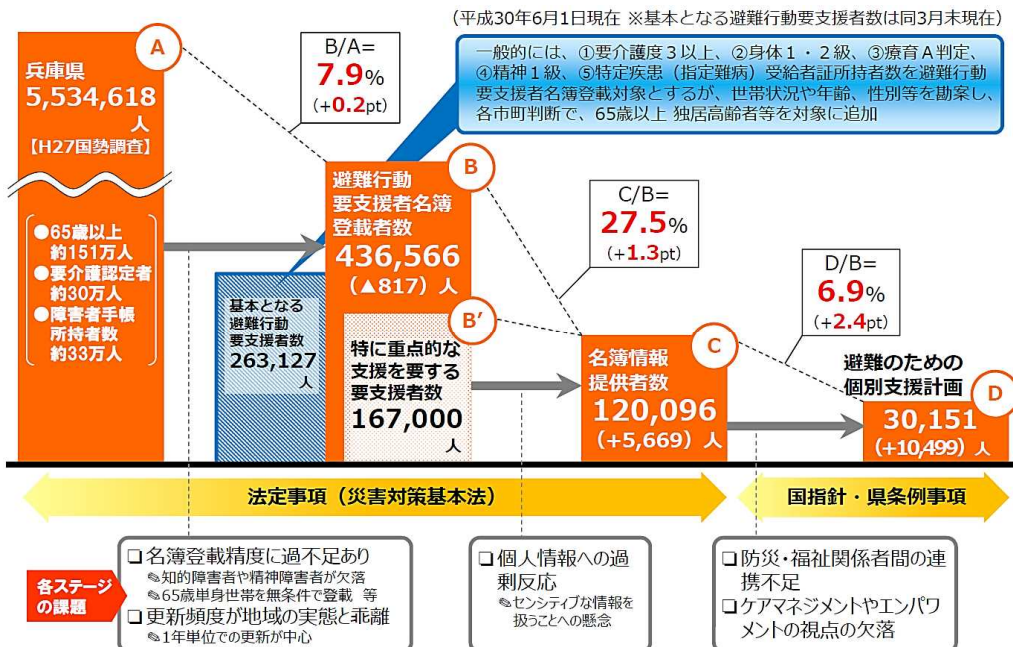 (平成30年6月1日現在 ※基本となる避難行動要支援者数は同3月末現在)
一般的には、①要介護度3以上、②身体1・2級、③療育A判定、
④精神1級、⑤特定疾患(指定難病)受給者証所持者数を避難行動
要支援者名簿登載対象とするが、世帯状況や年齢、性別等を勘案し、
各市町判断で、65歳以上 独居高齢者等を対象に追加
A
兵庫県
5,534,618
人
【H27国勢調査】
●65歳以上
約151万人
●要介護認定者
約30万人
●障害者手帳
所持者数
約33万人
B/A=
7.9%
(+0.2pt)
基本となる
避難行動
要支援者数
263,127
人
B
避難行動
要支援者名簿
登載者数
436,566
(▲817) 人
B′
特に重点的な
支援を要する
要支援者数
167,000
人
C/B=
27.5%
(+1.3pt)
C
名簿情報
提供者数
120,096
(+5,669) 人
D/B=
6.9%
(+2.4pt)
避難のための
個別支援計画
D
30,151
(+10,499) 人
法定事項(災害対策基本法)
国指針・県条例事項
各ステージ
の課題
❑ 名簿登載精度に過不足あり
✎知的障害者や精神障害者が欠落
✎65歳単身世帯を無条件で登載 等
❑ 更新頻度が地域の実態と乖離
✎1年単位での更新が中心
❑ 個人情報への過
剰反応
✎センシティブな情報を
扱うことへの懸念
❑ 防災・福祉関係者間の連
携不足
❑ ケアマネジメントやエンパワ
メントの視点の欠落